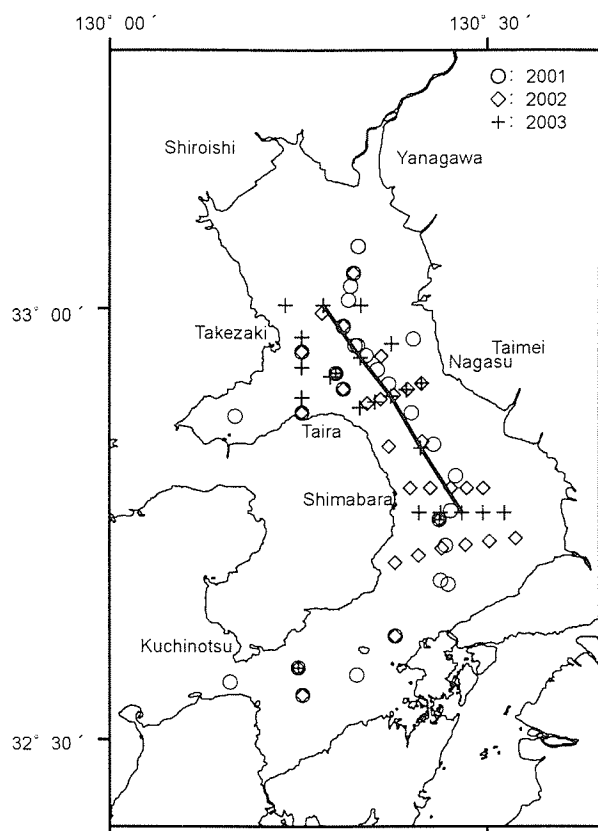 130° 00′
130° 30′
○: 2001
◇: 2002
+: 2003
Shiroishi
Yanagawa
33° 00′
Takezaki
Taimei
Nagasu
Taira
Shimabara
Kuchinotsu
32° 30′